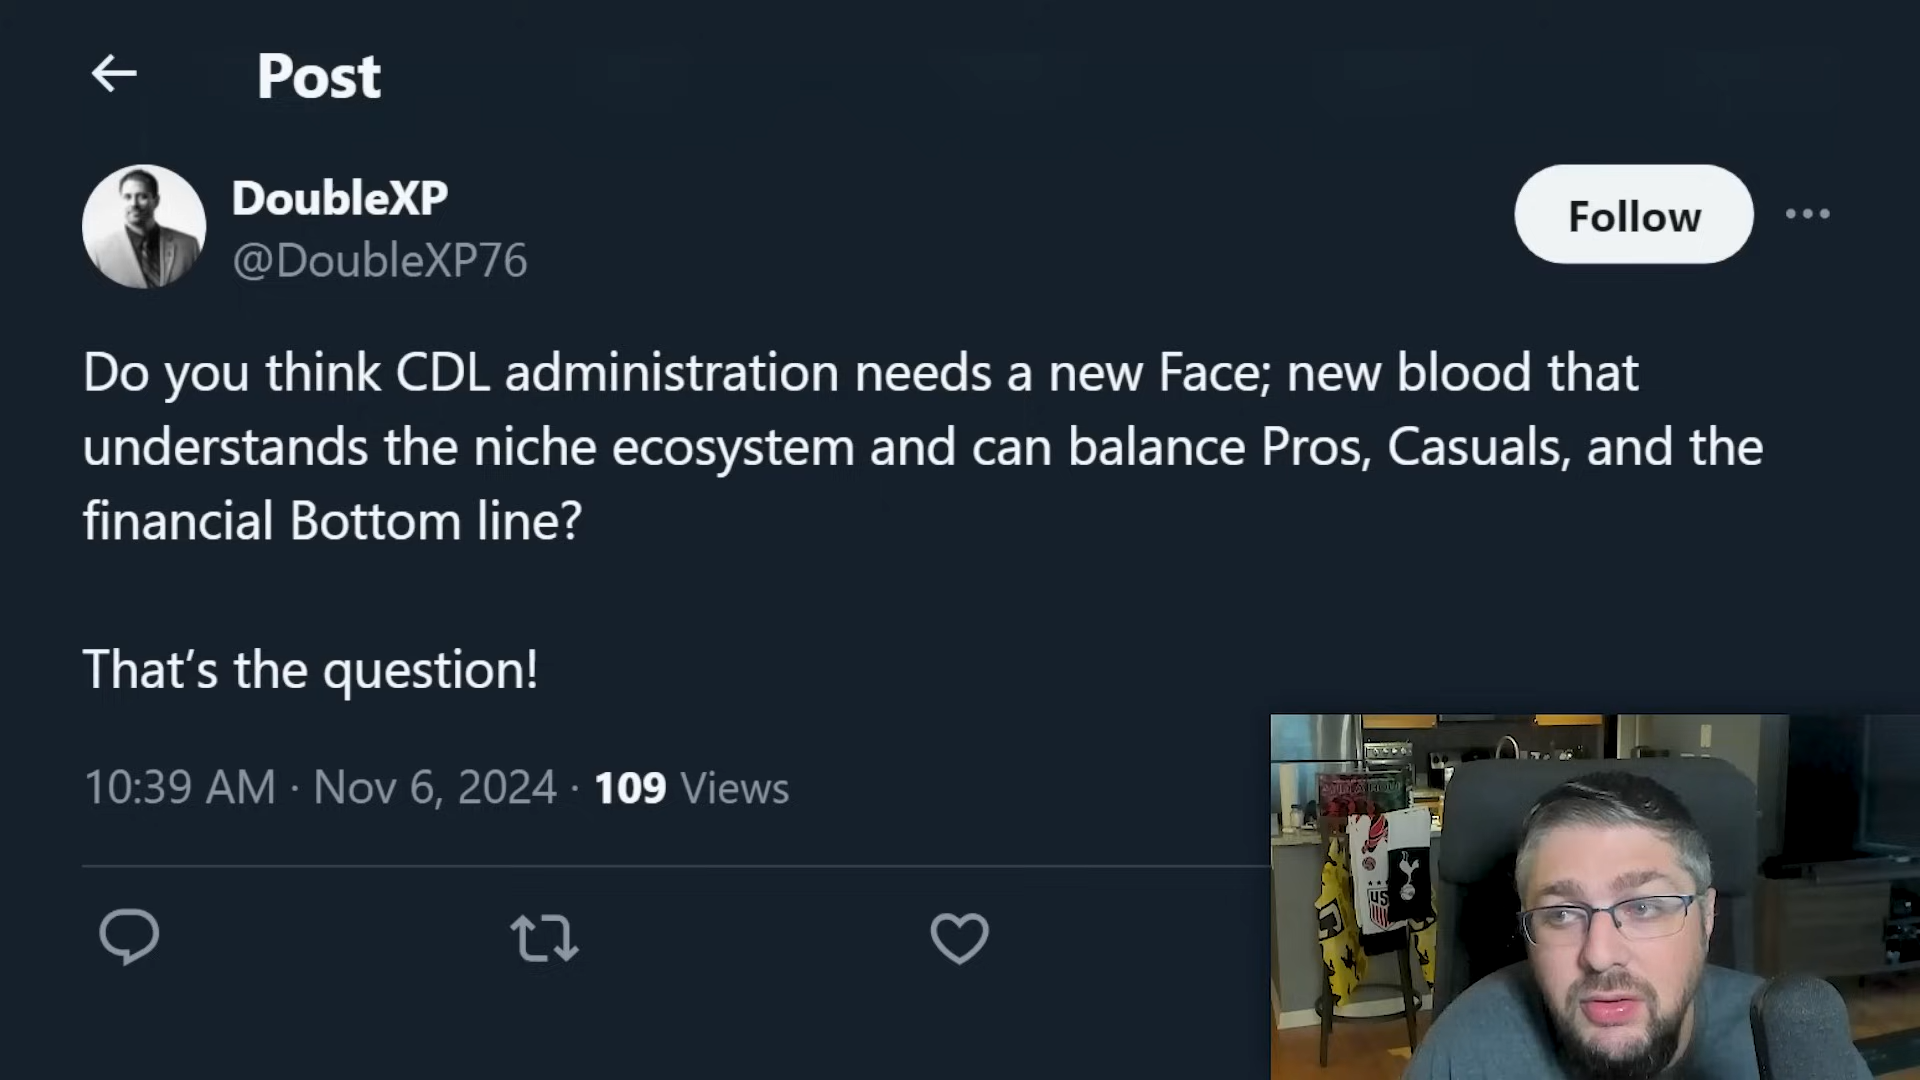 Post
DoubleXP
@DoubleXP76
Follow
Do you think CDL administration needs a new Face; new blood that
understands the niche ecosystem and can balance Pros, Casuals, and the
financial Bottom line?
That’s the question!
10:39 AM · Nov 6, 2024 · 109 Views
US